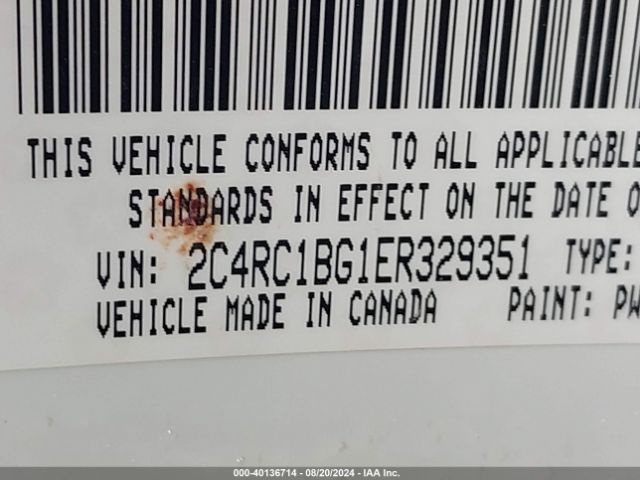 THIS VEHICLE CONFORMS TO ALL APPLICABLE
STANDARDS IN EFFECT ON THE DATE O
VIN: 2C4RC1BG1ER329351 TYPE:
VEHICLE MADE IN CANADA PAINT: PW
000-40136714 - 08/20/2024 - IAA Inc.